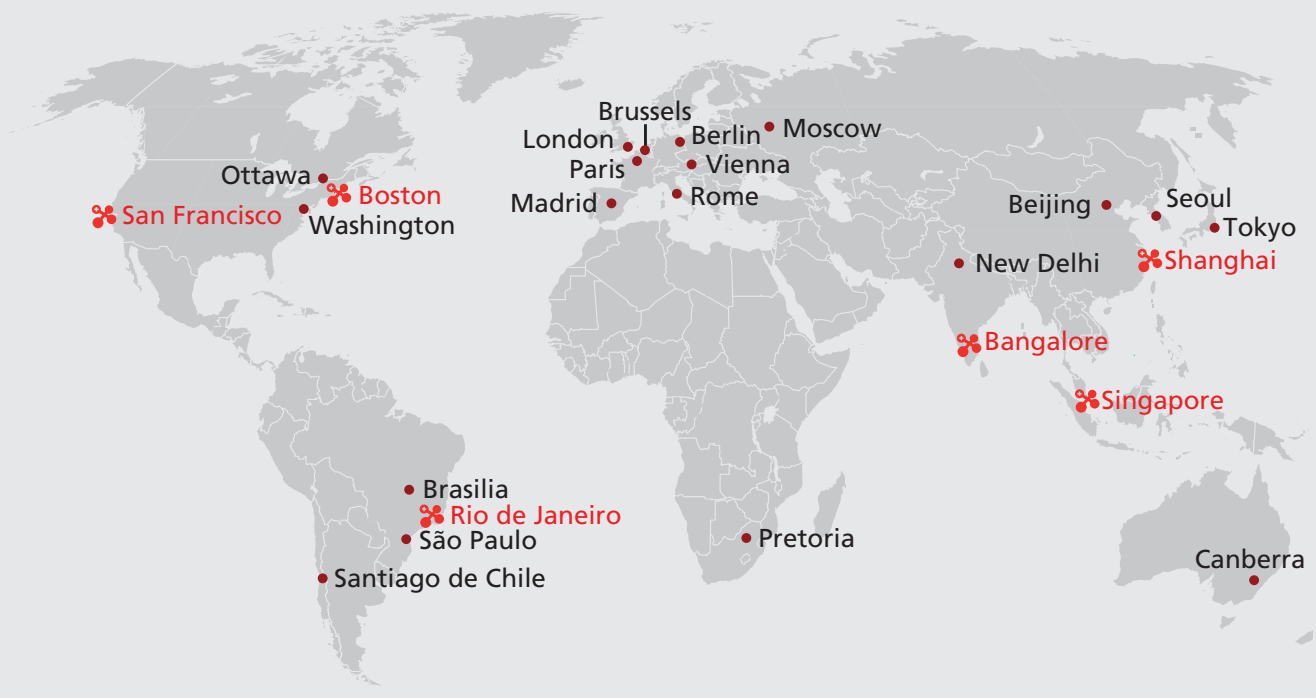 Brussels
London
Berlin
Moscow
Paris
Vienna
Ottawa
Boston
Madrid
Rome
San Francisco
Washington
Beijing
Seoul
Tokyo
New Delhi
Shanghai
Bangalore
Singapore
Brasilia
Rio de Janeiro
São Paulo
Pretoria
Santiago de Chile
Canberra